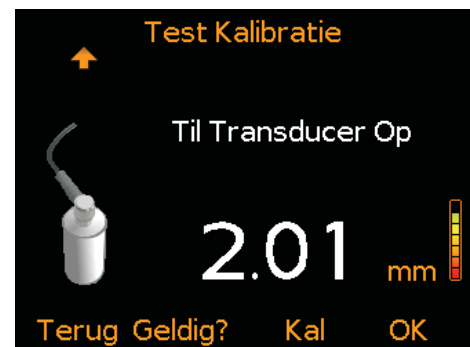 Test Kalibratie
Til Transducer Op
2.01 mm
Terug Geldig? Kal OK